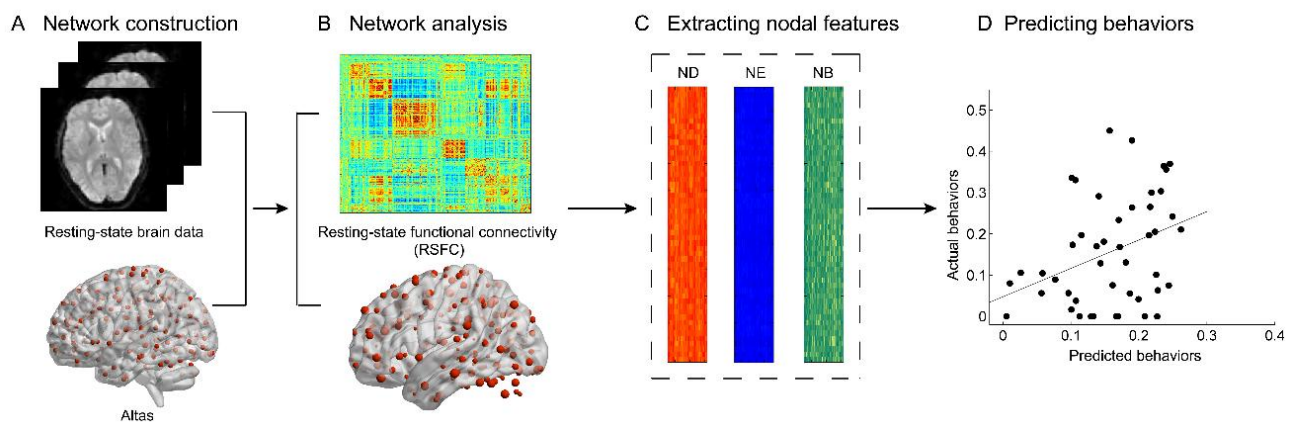 A Network construction
B Network analysis
C Extracting nodal features
D Predicting behaviors
Resting-state brain data
Altas
Resting-state functional connectivity
(RSFC)
ND NE NB
Actual behaviors
0.5
0.4
0.3
0.2
0.1
0
0 0.1 0.2 0.3 0.4
Predicted behaviors